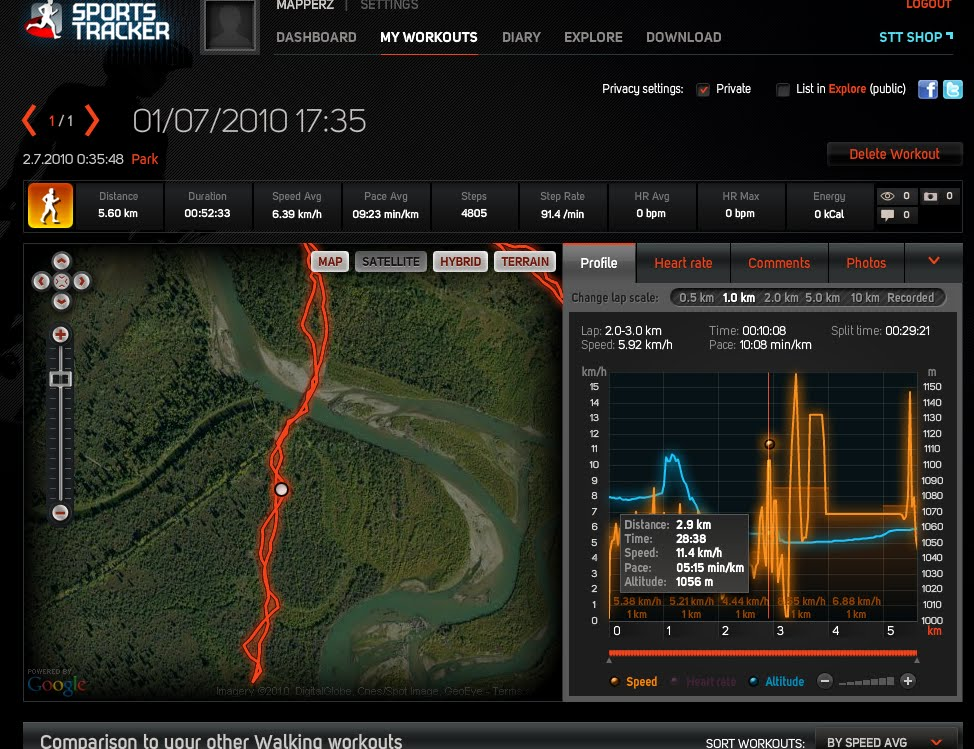 SPORTS
TRACKER
MAPPERZ | SETTINGS
LOGOUT
DASHBOARD MY WORKOUTS DIARY EXPLORE DOWNLOAD
STT SHOP
Privacy settings: Private List in Explore (public)
1 / 1
01/07/2010 17:35
2.7.2010 0:35:48 Park
Delete Workout
Distance Duration Speed Avg Pace Avg Steps Step Rate HR Avg HR Max Energy
5.60 km 00:52:33 6.39 km/h 09:23 min/km 4805 91.4 /min 0 bpm 0 bpm 0 kCal
0 0
0
MAP SATELLITE HYBRID TERRAIN
Profile Heart rate Comments Photos
Change lap scale: 0.5 km 1.0 km 2.0 km 5.0 km 10 km Recorded
Lap: 2.0-3.0 km Time: 00:10:08 Split time: 00:29:21
Speed: 5.92 km/h Pace: 10:08 min/km
km/h m
15 1150
14 1140
13 1130
12 1120
11 1110
10 1100
9 1090
8 1080
7 1070
6 1060
5 1050
4 1040
3 1030
2 1020
1 1010
0 1000
Distance: 2.9 km
Time: 28:38
Speed: 11.4 km/h
Pace: 05:15 min/km
Altitude: 1056 m
5.38 km/h 5.21 km/h 4.44 km/h km/h 6.88 km/h
1 km 1 km 1 km 1 km 1 km
0 1 2 3 4 5 km
Speed Heart rate Altitude
POWERED BY
Google
Imagery ©2010, DigitalGlobe, Cnes/Spot Image, GeoEye - Terms
Comparison to your other Walking workouts
SORT WORKOUTS: BY SPEED AVG